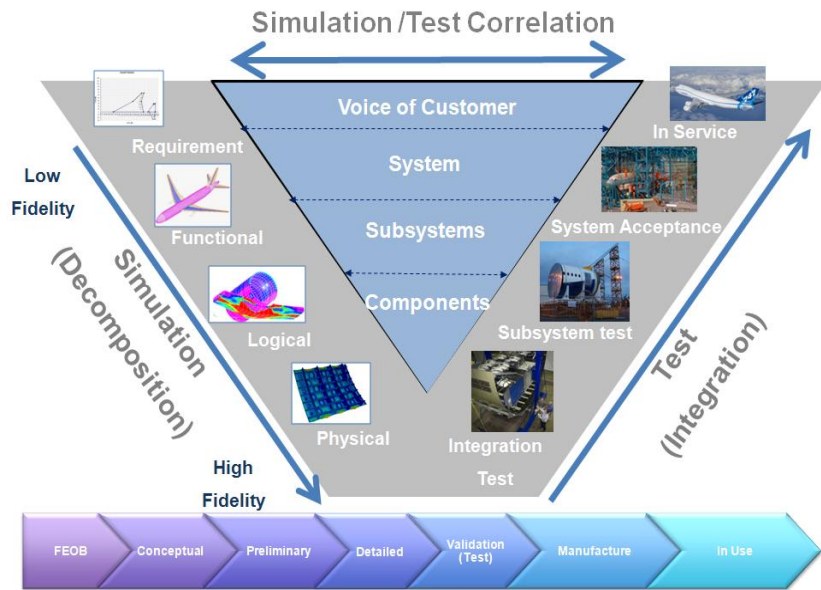 Simulation /Test Correlation
Voice of Customer
In Service
Requirement
System
Low
Fidelity
Functional
System Acceptance
Subsystems
Simulation
(Decomposition)
Components
Logical
Subsystem test
Test
(Integration)
Physical
Integration
Test
High
Fidelity
FEOB
Conceptual
Preliminary
Detailed
Validation
(Test)
Manufacture
In Use